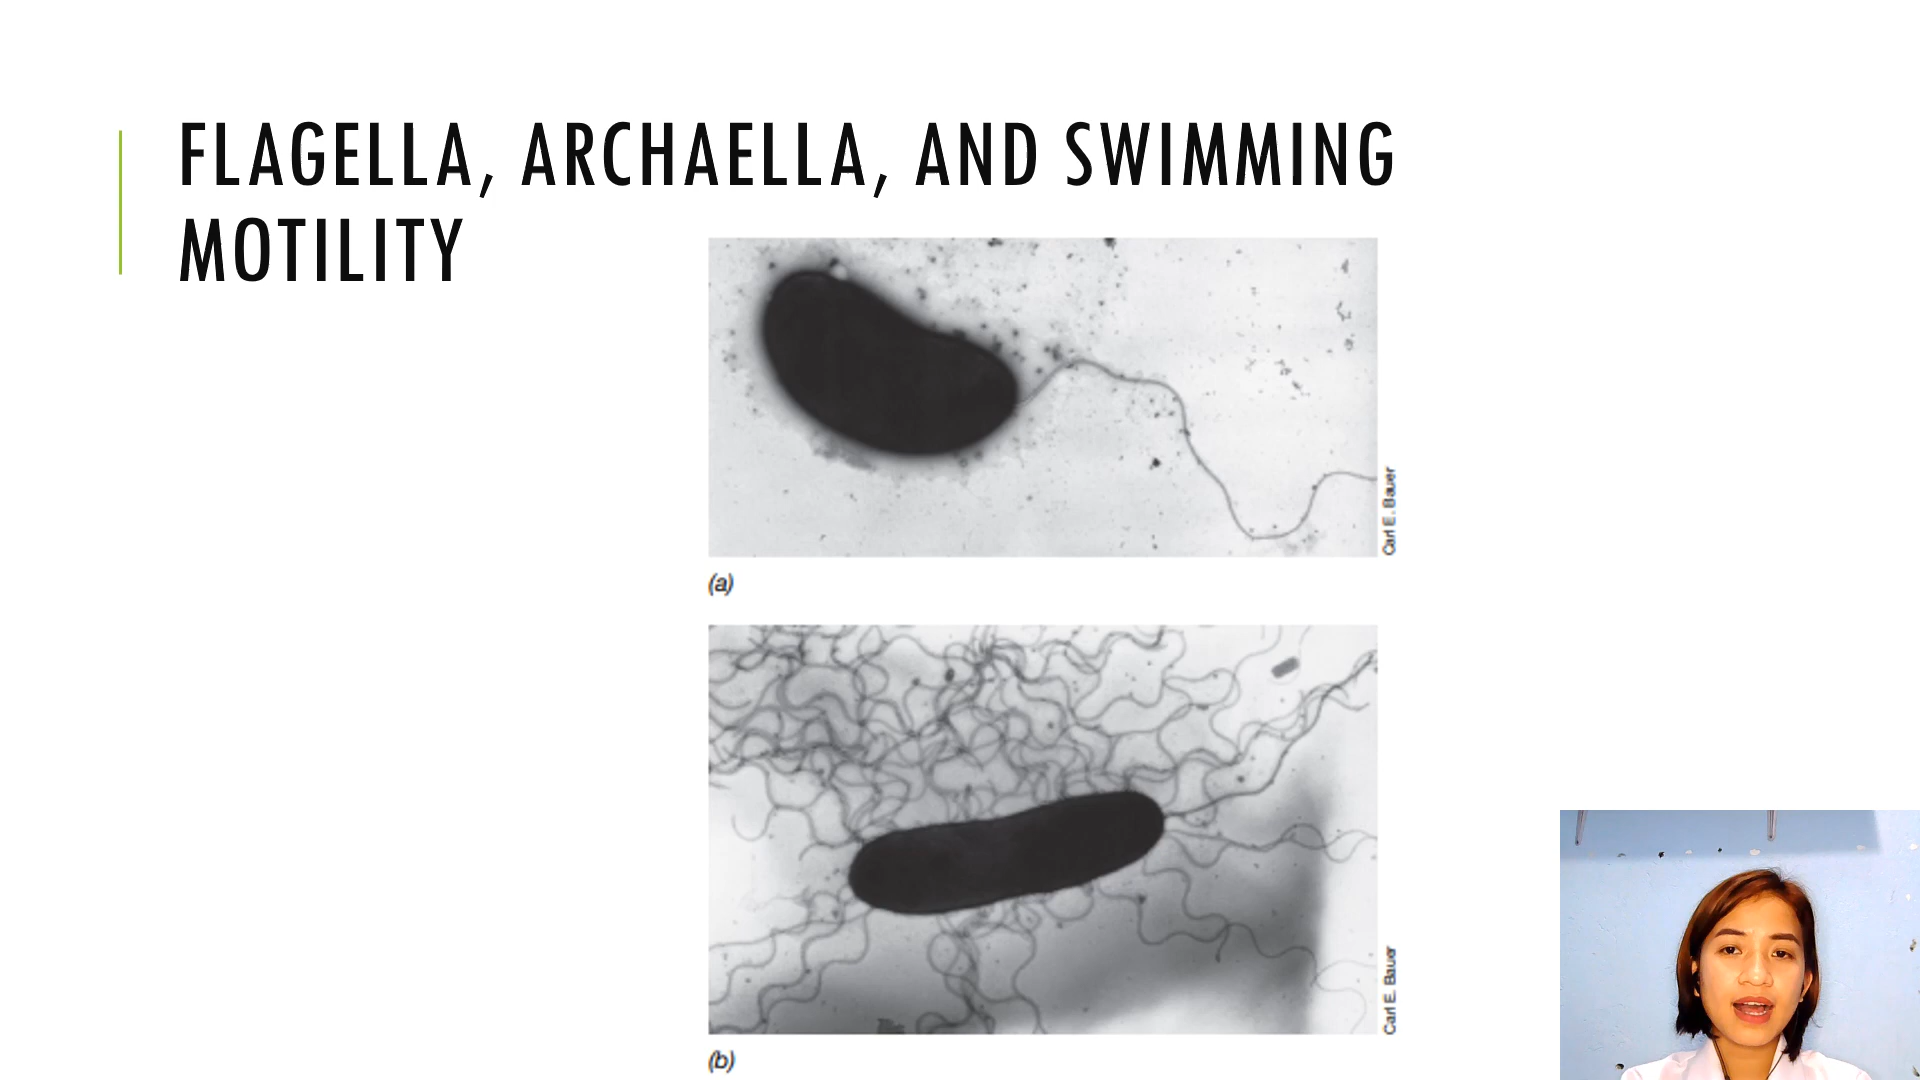 FLAGELLA, ARCHAELLA, AND SWIMMING
MOTILITY
Carl E. Bauer
(a)
Carl E. Bauer
(b)